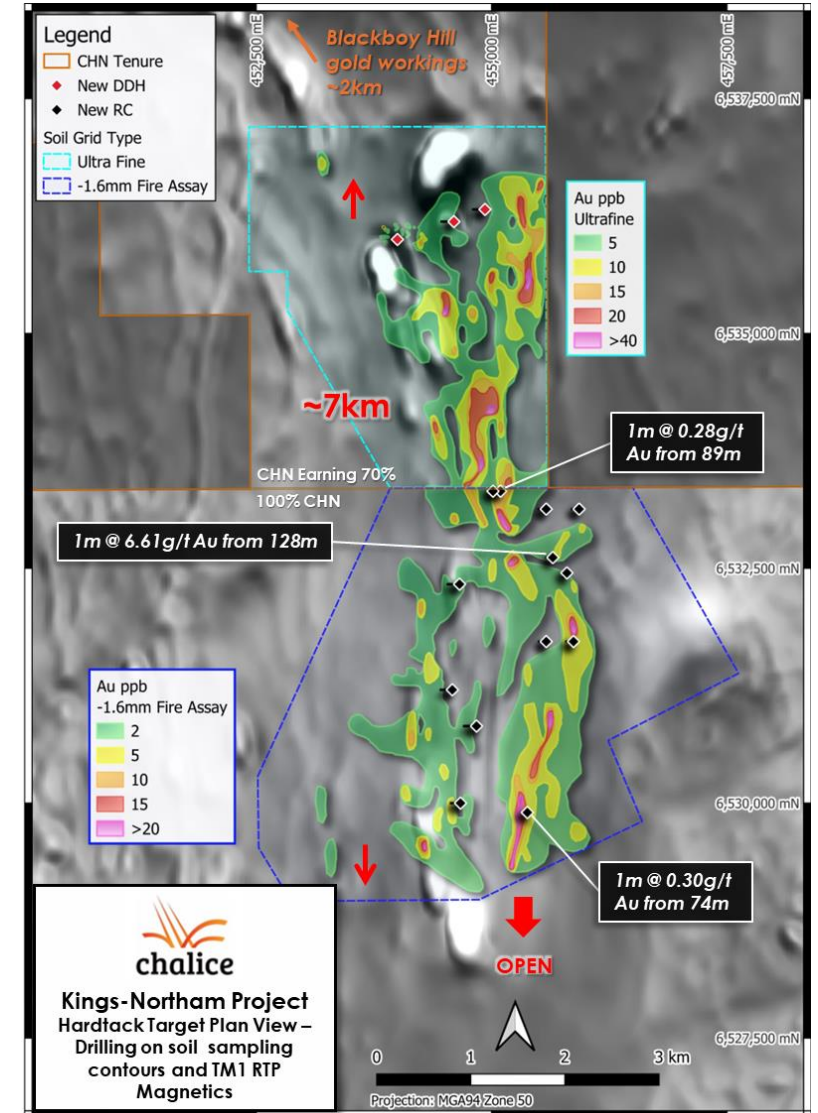 Legend
CHN Tenure
New DDH
New RC
Soil Grid Type
Ultra Fine
-1.6mm Fire Assay
452,500 mE
455,000 mE
457,500 mE
Blackboy Hill
gold workings
~2km
6,537,500 mN
Au ppb
Ultrafine
5
10
15
20
>40
6,535,000 mN
~7km
1m @ 0.28g/t
Au from 89m
CHN Earning 70%
100% CHN
1m @ 6.61g/t Au from 128m
6,532,500 mN
Au ppb
-1.6mm Fire Assay
2
5
10
15
>20
6,530,000 mN
1m @ 0.30g/t
Au from 74m
OPEN
chalice
Kings-Northam Project
Hardtack Target Plan View –
Drilling on soil sampling
contours and TM1 RTP
Magnetics
6,527,500 mN
0 1 2 3 km
Projection: MGA94 Zone 50